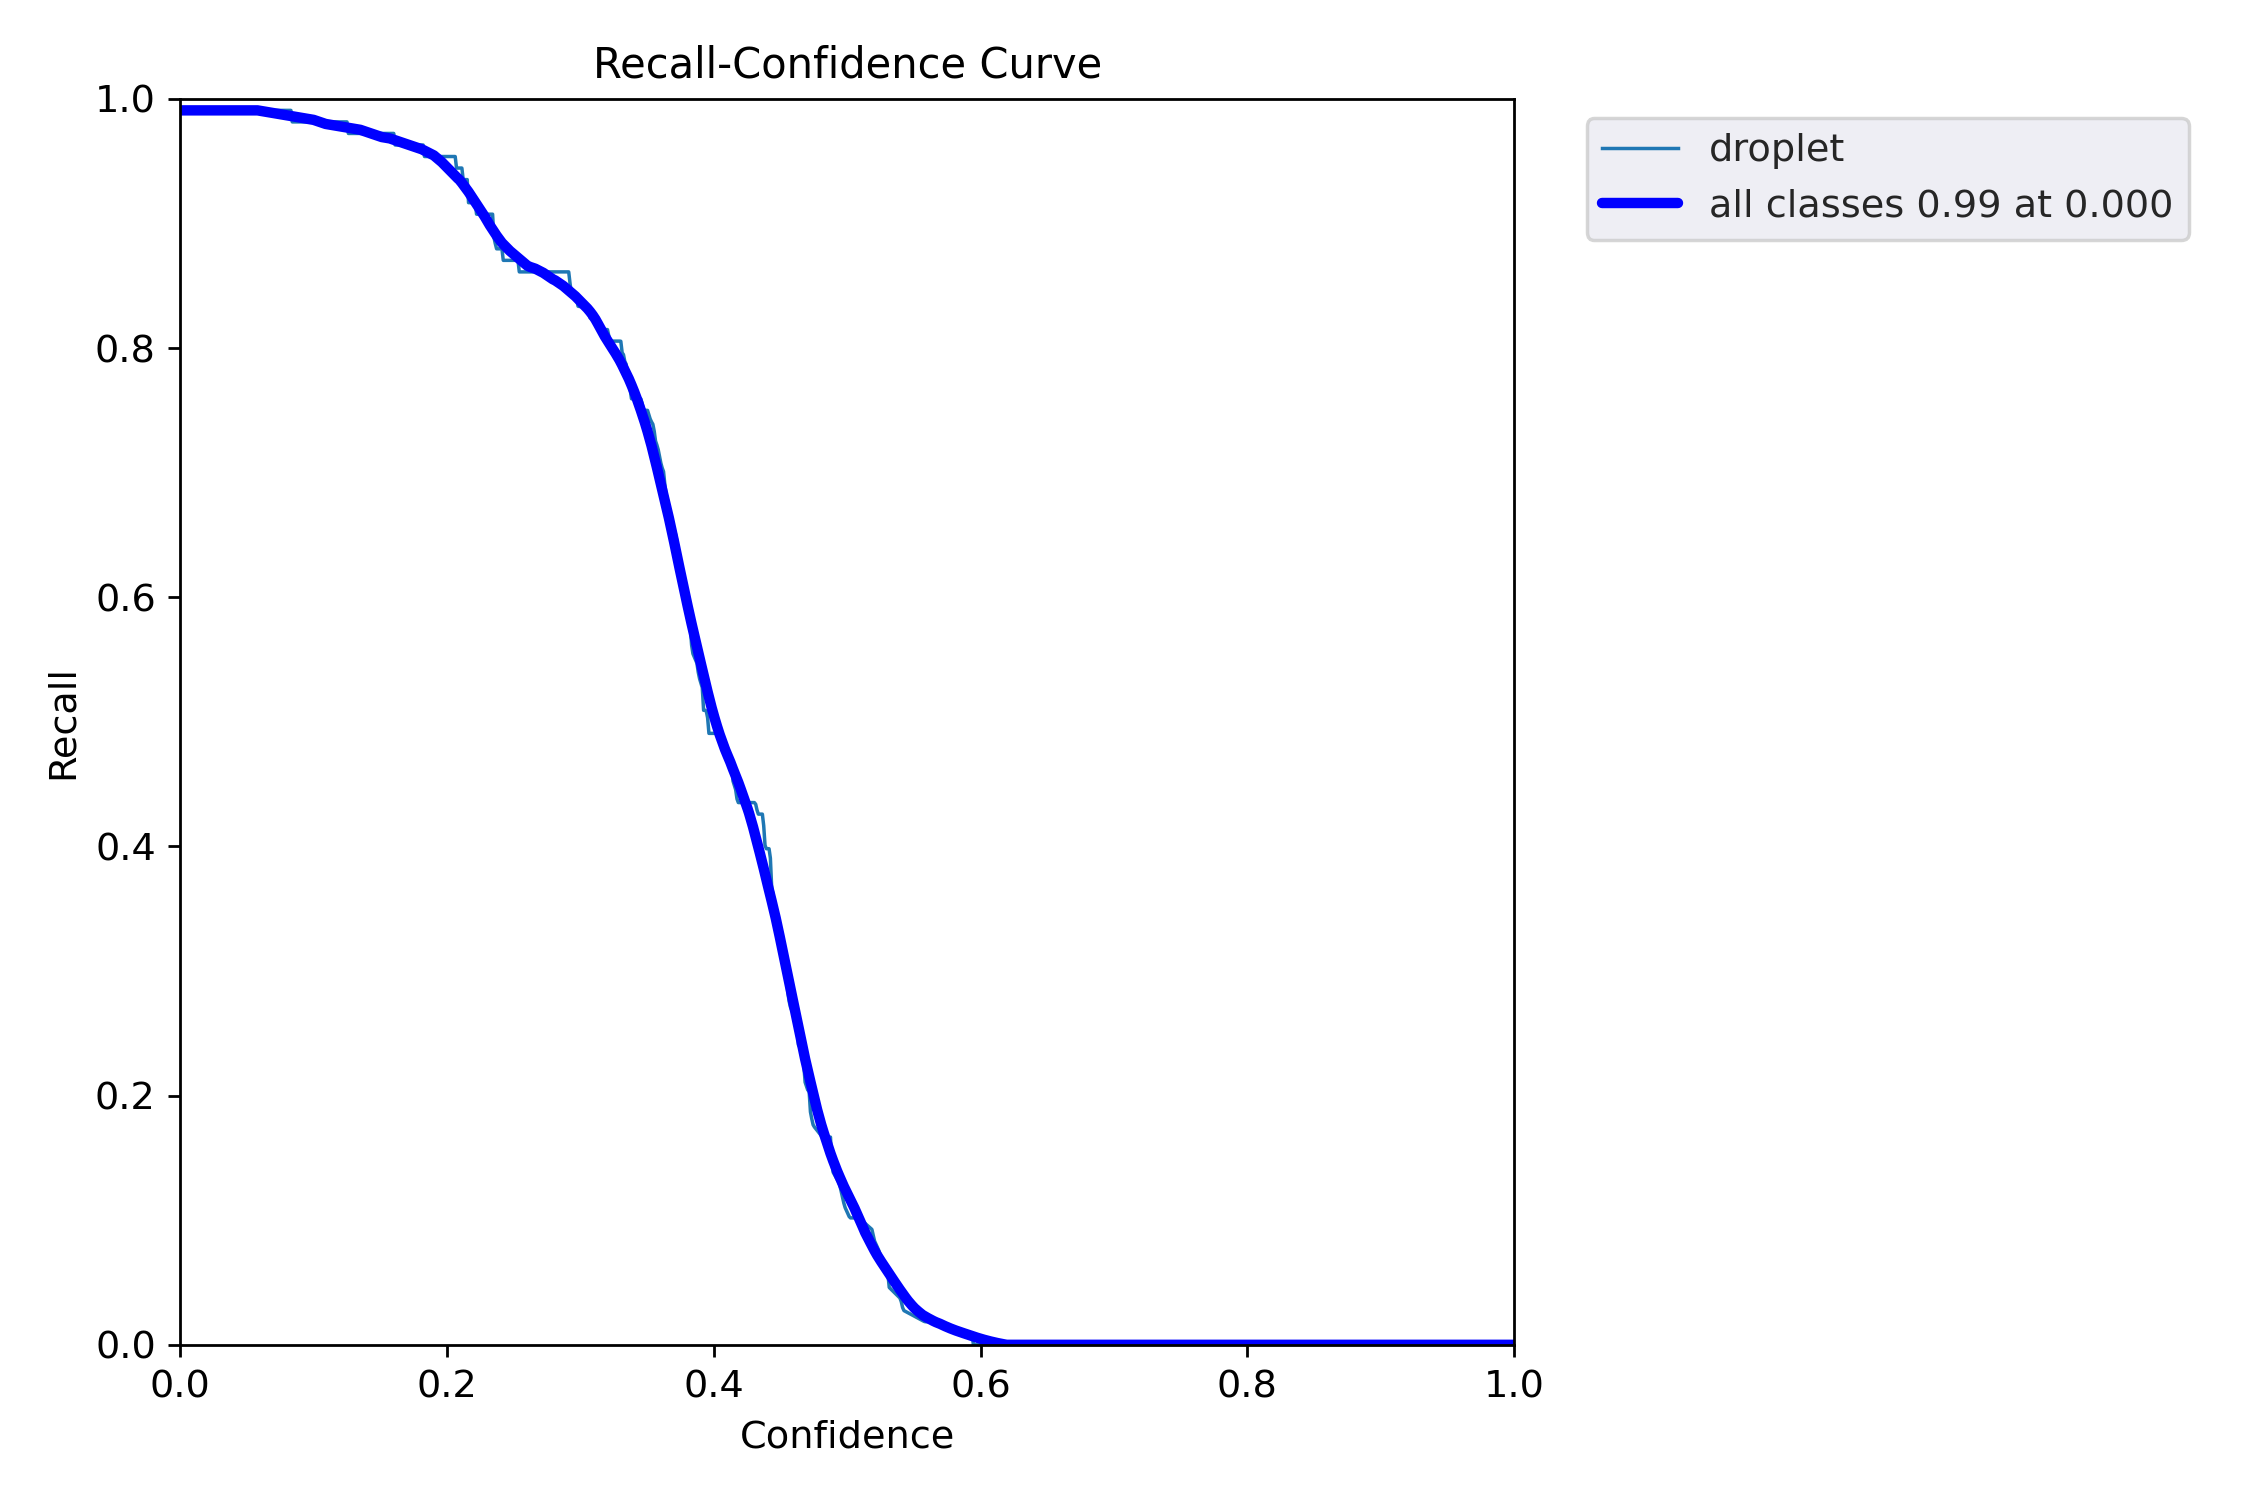 Recall-Confidence Curve
1.0
0.8
0.6
0.4
0.2
0.0
Recall
0.0 0.2 0.4 0.6 0.8 1.0
Confidence
droplet
all classes 0.99 at 0.000